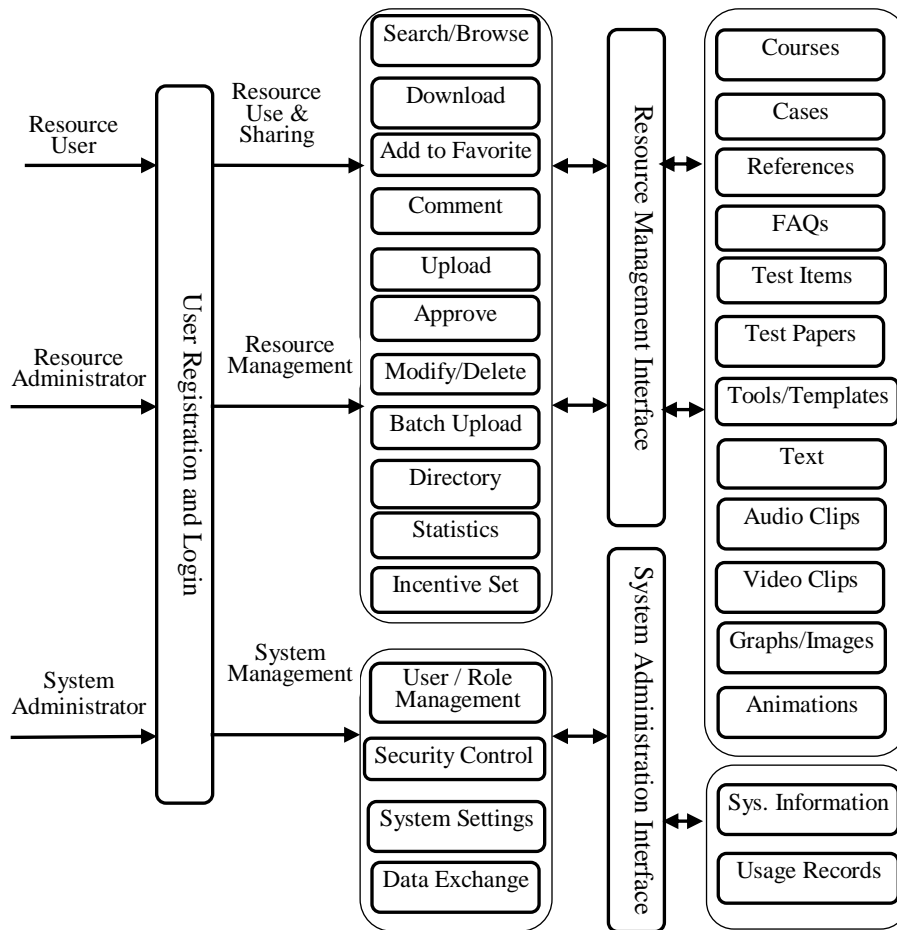 Resource
User
Resource
Administrator
System
Administrator
User Registration and Login
Resource
Use &
Sharing
Resource
Management
System
Management
Search/Browse
Download
Add to Favorite
Comment
Upload
Approve
Modify/Delete
Batch Upload
Directory
Statistics
Incentive Set
User / Role
Management
Security Control
System Settings
Data Exchange
Resource Management Interface
System Administration Interface
Courses
Cases
References
FAQs
Test Items
Test Papers
Tools/Templates
Text
Audio Clips
Video Clips
Graphs/Images
Animations
Sys. Information
Usage Records